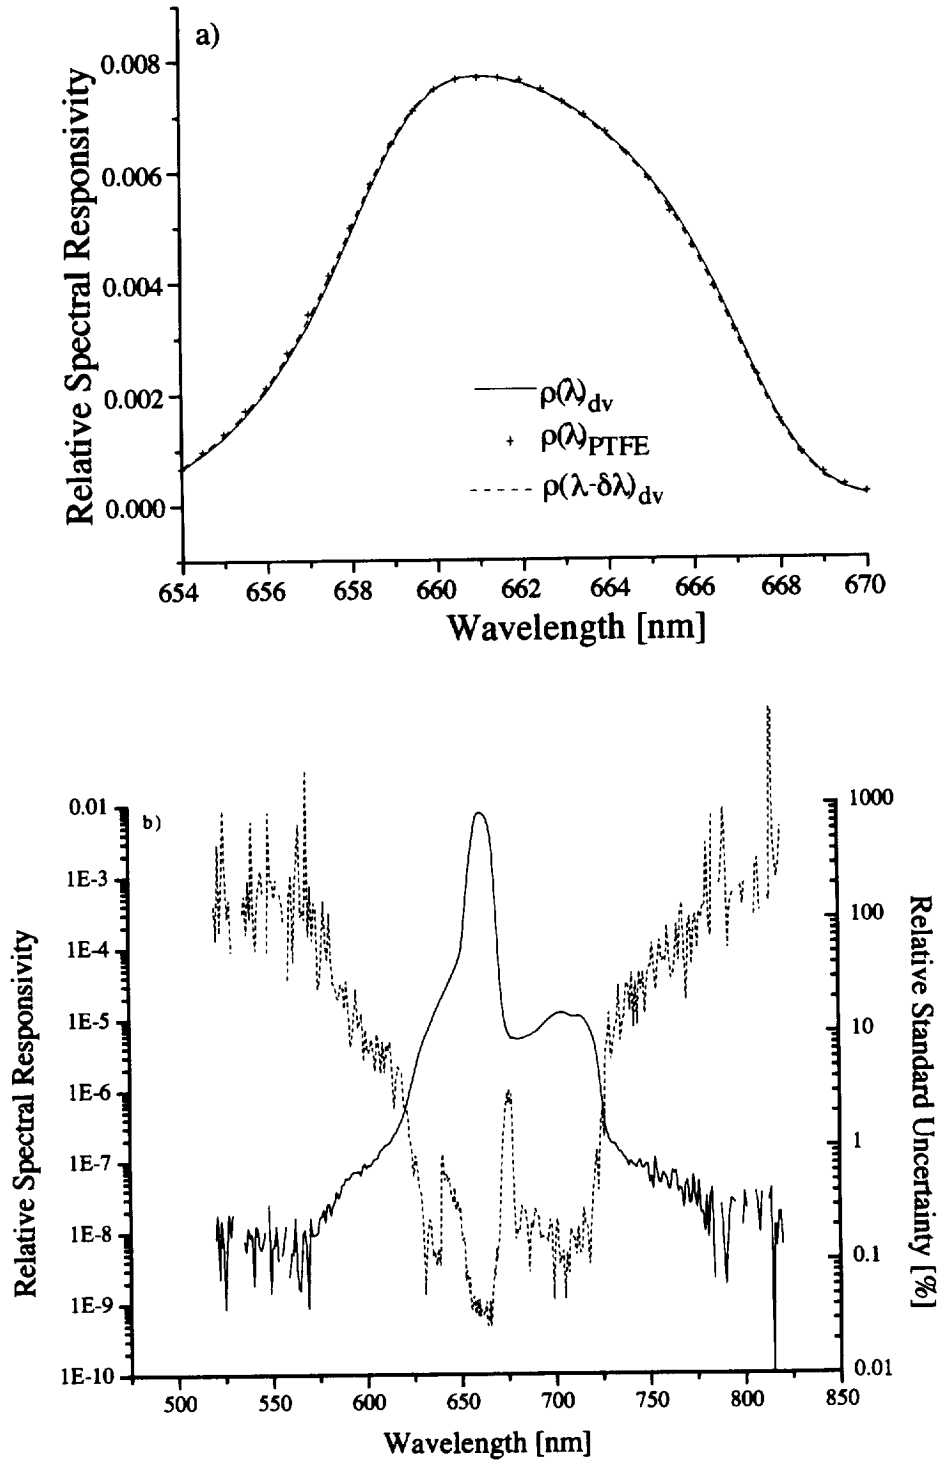 a)
Relative Spectral Responsivity
0.008
0.006
0.004
0.002
0.000
ρ(λ)dv
ρ(λ)PTFE
ρ(λ-δλ)dv
654 656 658 660 662 664 666 668 670
Wavelength [nm]
b)
Relative Spectral Responsivity
0.01
1E-3
1E-4
1E-5
1E-6
1E-7
1E-8
1E-9
1E-10
1000
100
10
1
0.1
0.01
Relative Standard Uncertainty [%]
500 550 600 650 700 750 800 850
Wavelength [nm]